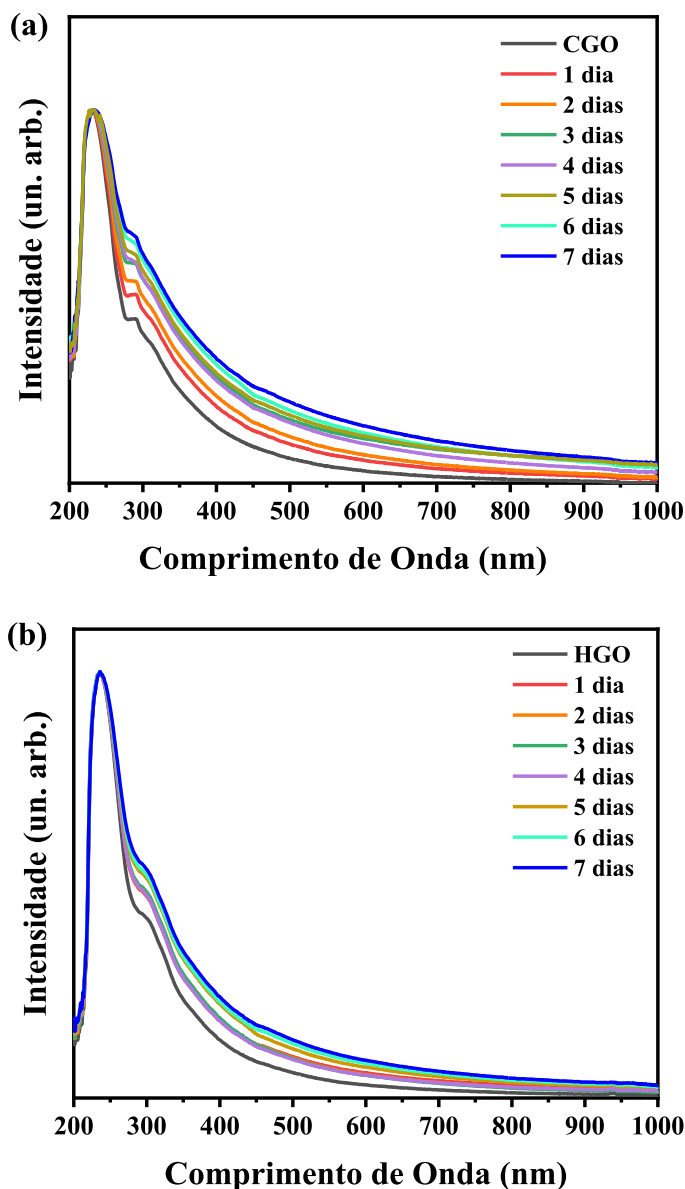 (a)
CGO
1 dia
2 dias
3 dias
4 dias
5 dias
6 dias
7 dias
Intensidade (un. arb.)
200 300 400 500 600 700 800 900 1000
Comprimento de Onda (nm)
(b)
HGO
1 dia
2 dias
3 dias
4 dias
5 dias
6 dias
7 dias
Intensidade (un. arb.)
200 300 400 500 600 700 800 900 1000
Comprimento de Onda (nm)